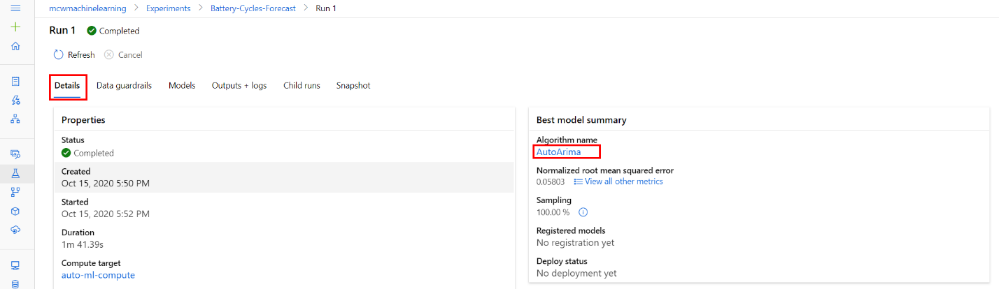 mcwmachinelearning > Experiments > Battery-Cycles-Forecast > Run 1
Run 1 Completed
Refresh Cancel
Details Data guardrails Models Outputs + logs Child runs Snapshot
Properties
Status
Completed
Created
Oct 15, 2020 5:50 PM
Started
Oct 15, 2020 5:52 PM
Duration
1m 41.39s
Compute target
auto-ml-compute
Best model summary
Algorithm name
AutoArima
Normalized root mean squared error
0.05803 View all other metrics
Sampling
100.00 %
Registered models
No registration yet
Deploy status
No deployment yet